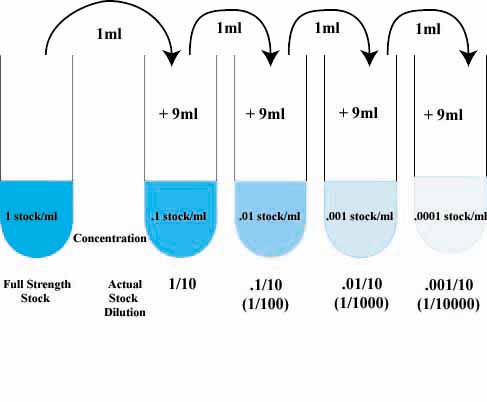 1ml
1ml
1ml
1ml
+ 9ml
+ 9ml
+ 9ml
+ 9ml
1 stock/ml
.1 stock/ml
.01 stock/ml
.001 stock/ml
.0001 stock/ml
Concentration
Full Strength
Stock
Actual
Stock
Dilution
1/10
.1/10
(1/100)
.01/10
(1/1000)
.001/10
(1/10000)